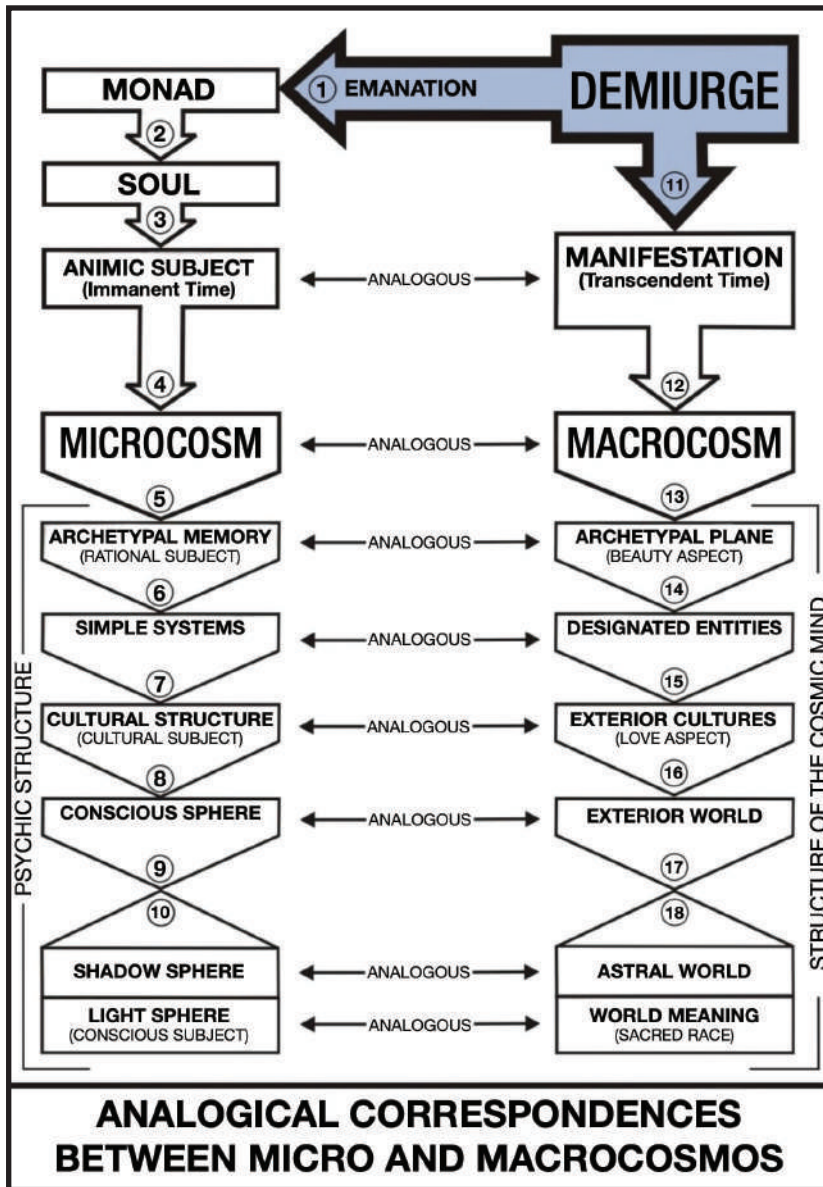 ① EMANATION
DEMIURGE
MONAD
②
⑪
SOUL
③
ANIMIC SUBJECT
(Immanent Time)
ANALOGOUS
MANIFESTATION
(Transcendent Time)
④
⑫
MICROCOSM
ANALOGOUS
MACROCOSM
⑤
⑬
ARCHETYPAL MEMORY
(RATIONAL SUBJECT)
ANALOGOUS
ARCHETYPAL PLANE
(BEAUTY ASPECT)
⑥
⑭
SIMPLE SYSTEMS
ANALOGOUS
DESIGNATED ENTITIES
⑦
⑮
CULTURAL STRUCTURE
(CULTURAL SUBJECT)
ANALOGOUS
EXTERIOR CULTURES
(LOVE ASPECT)
⑧
⑯
CONSCIOUS SPHERE
ANALOGOUS
EXTERIOR WORLD
⑨
⑰
⑩
⑱
SHADOW SPHERE
ANALOGOUS
ASTRAL WORLD
LIGHT SPHERE
(CONSCIOUS SUBJECT)
ANALOGOUS
WORLD MEANING
(SACRED RACE)
PSYCHIC STRUCTURE
STRUCTURE OF THE COSMIC MIND
ANALOGICAL CORRESPONDENCES
BETWEEN MICRO AND MACROCOSMOS